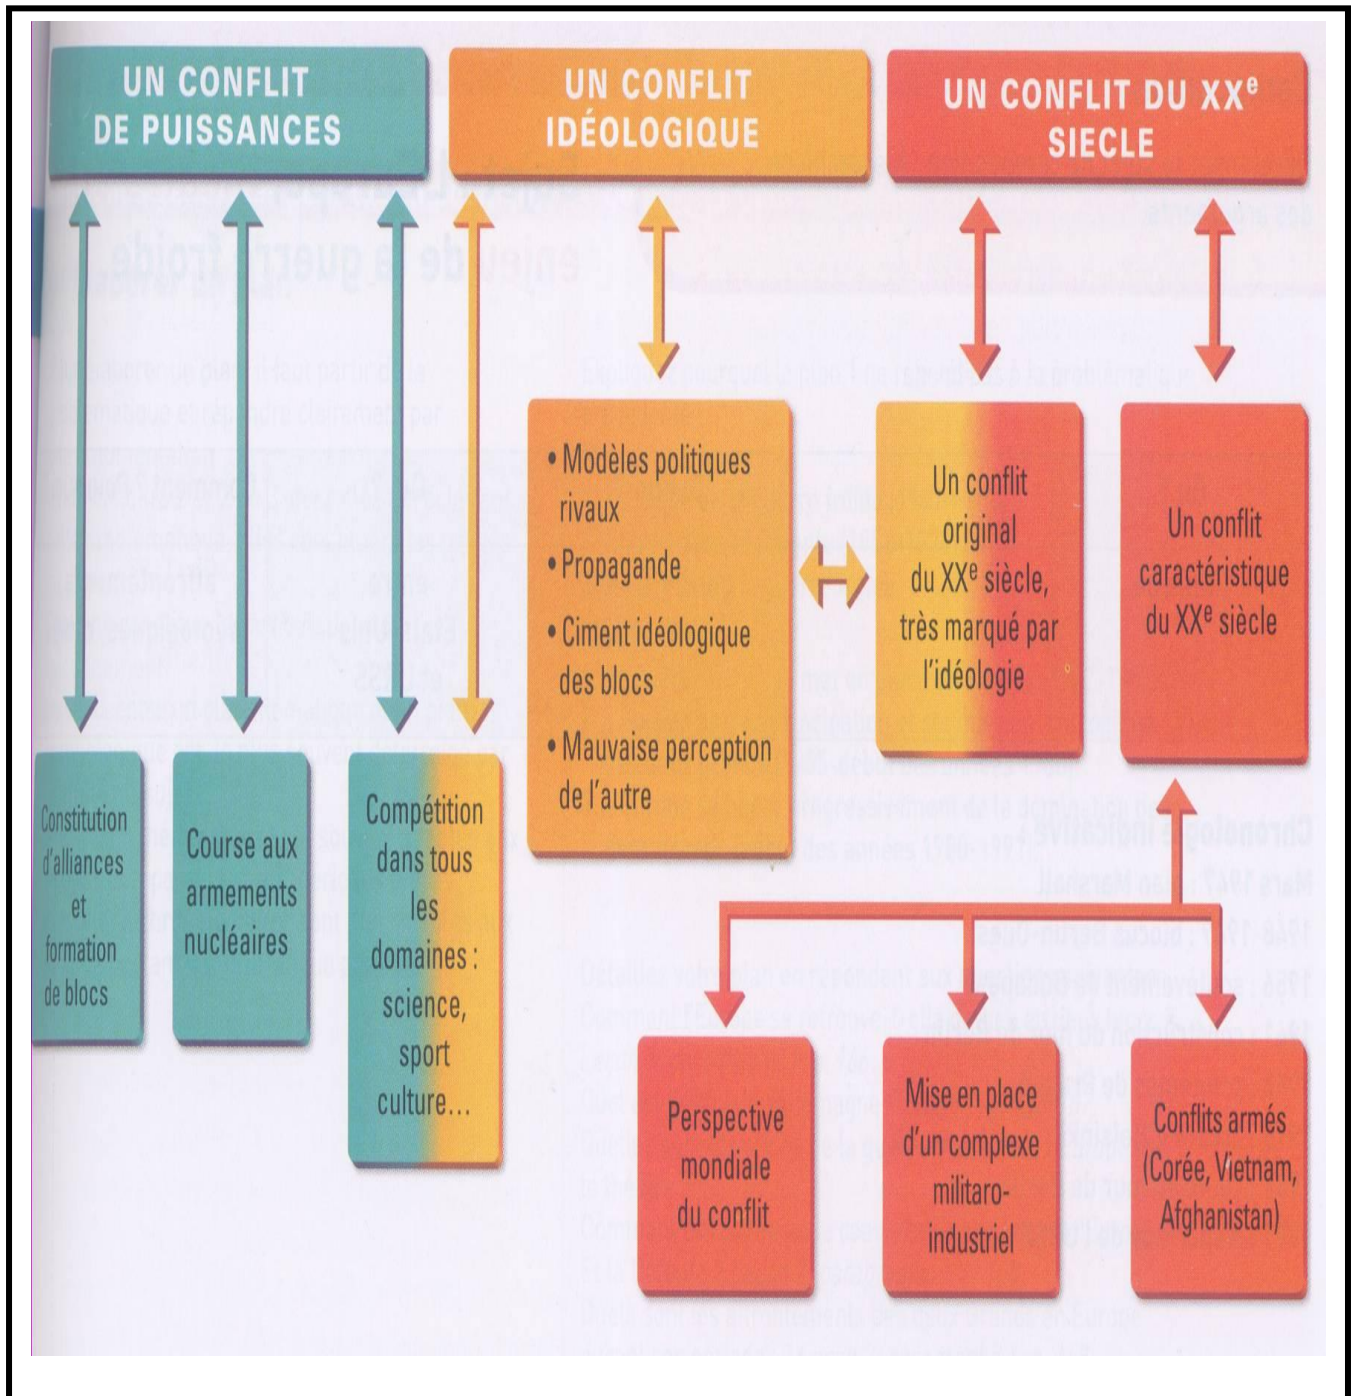 UN CONFLIT
DE PUISSANCES
UN CONFLIT
IDÉOLOGIQUE
UN CONFLIT DU XXe
SIECLE
• Modèles politiques
rivaux
• Propagande
• Ciment idéologique
des blocs
• Mauvaise perception
de l'autre
Un conflit
original
du XXe siècle,
très marqué par
l'idéologie
Un conflit
caractéristique
du XXe siècle
Constitution
d'alliances
et
formation
de blocs
Course aux
armements
nucléaires
Compétition
dans tous
les
domaines :
science,
sport
culture...
Perspective
mondiale
du conflit
Mise en place
d'un complexe
militaro-
industriel
Conflits armés
(Corée, Vietnam,
Afghanistan)